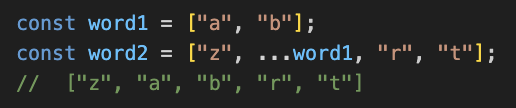 const word1 = ["a", "b"];
const word2 = ["z", ...word1, "r", "t"];
//  ["z", "a", "b", "r", "t"]